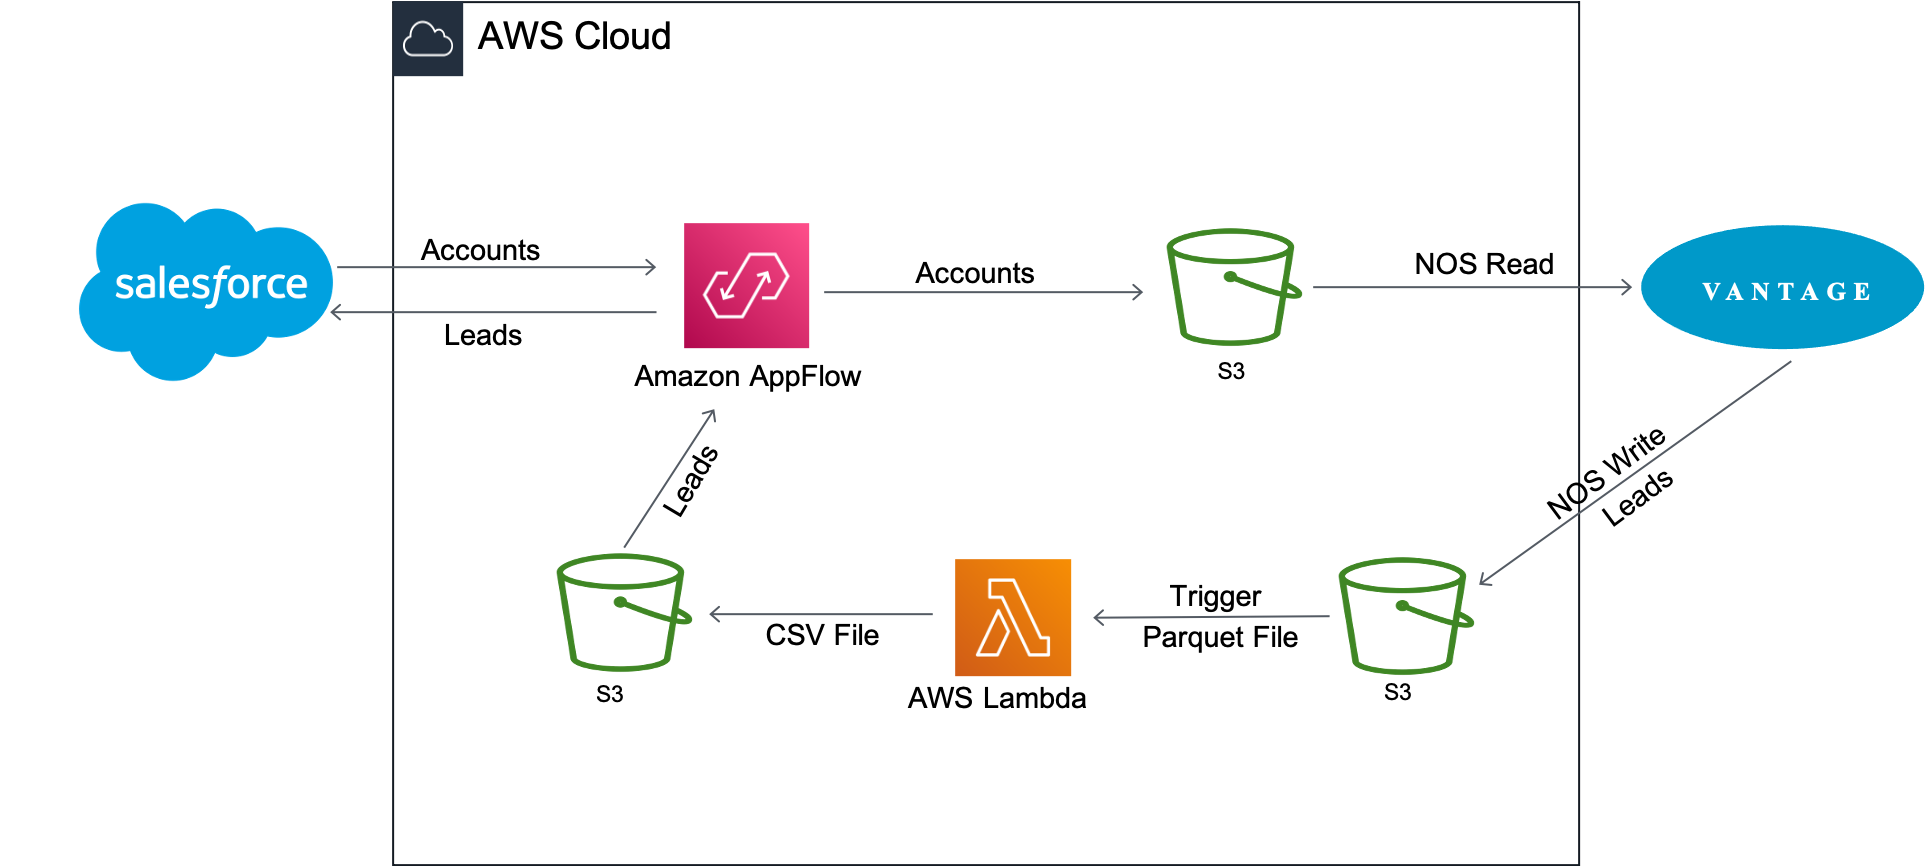 AWS Cloud
salesforce
Accounts
Leads
Amazon AppFlow
Accounts
S3
NOS Read
VANTAGE
NOS Write
Leads
S3
Trigger
Parquet File
AWS Lambda
CSV File
S3
Leads